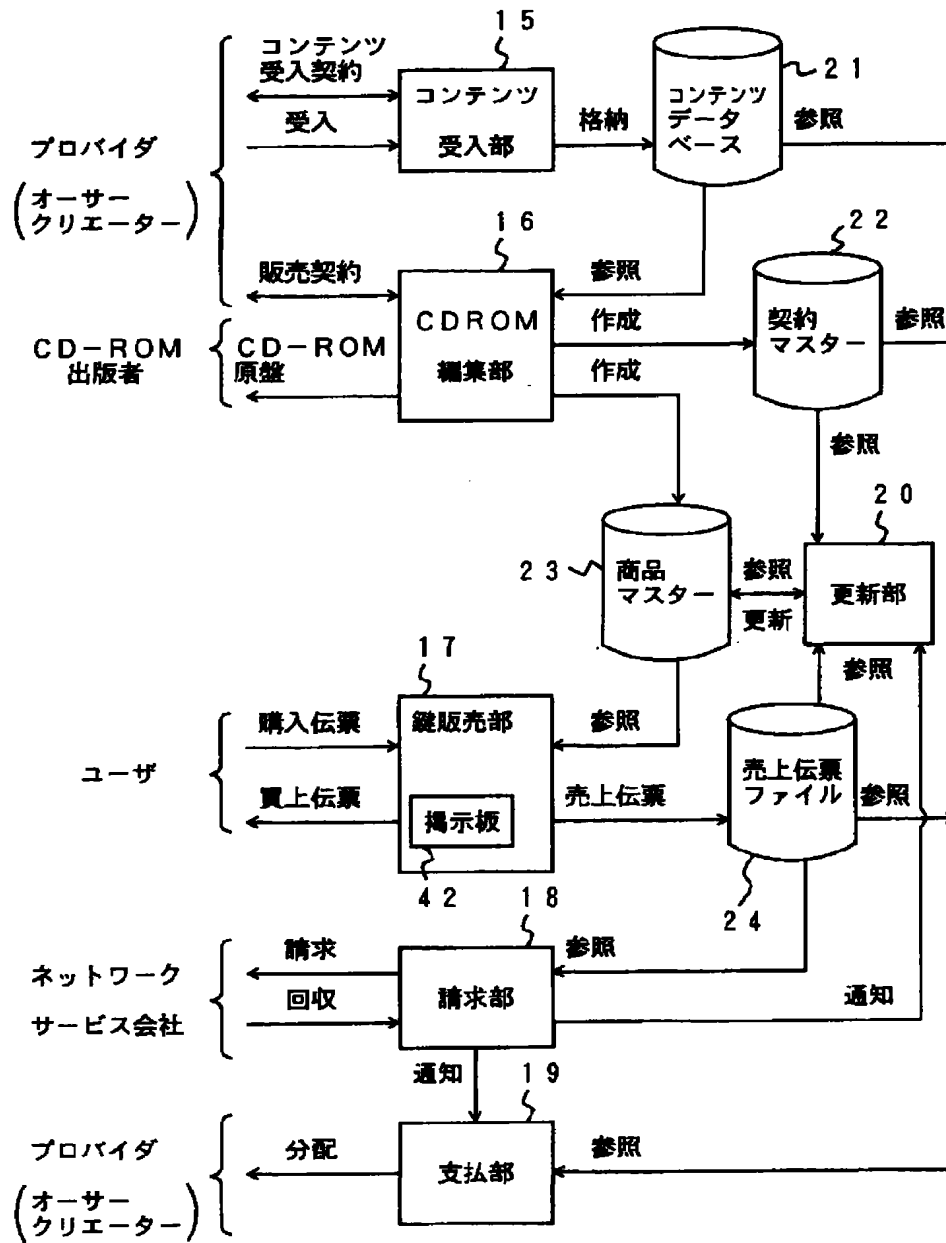 15
コンテンツ
受入契約
受入
コンテンツ
受入部
格納
コンテンツ
データ
ベース
21
参照
プロバイダ
(オーサー
クリエーター)
16
販売契約
参照
22
CD-ROM
出版者
CD-ROM
原盤
CDROM
編集部
作成
作成
契約
マスター
参照
参照
20
23
商品
マスター
参照
更新
更新部
17
参照
ユーザ
購入伝票
買上伝票
鍵販売部
掲示板
42
参照
売上伝票
売上伝票
ファイル
参照
24
18
ネットワーク
サービス会社
請求
回収
請求部
参照
通知
通知
19
プロバイダ
(オーサー
クリエーター)
分配
支払部
参照